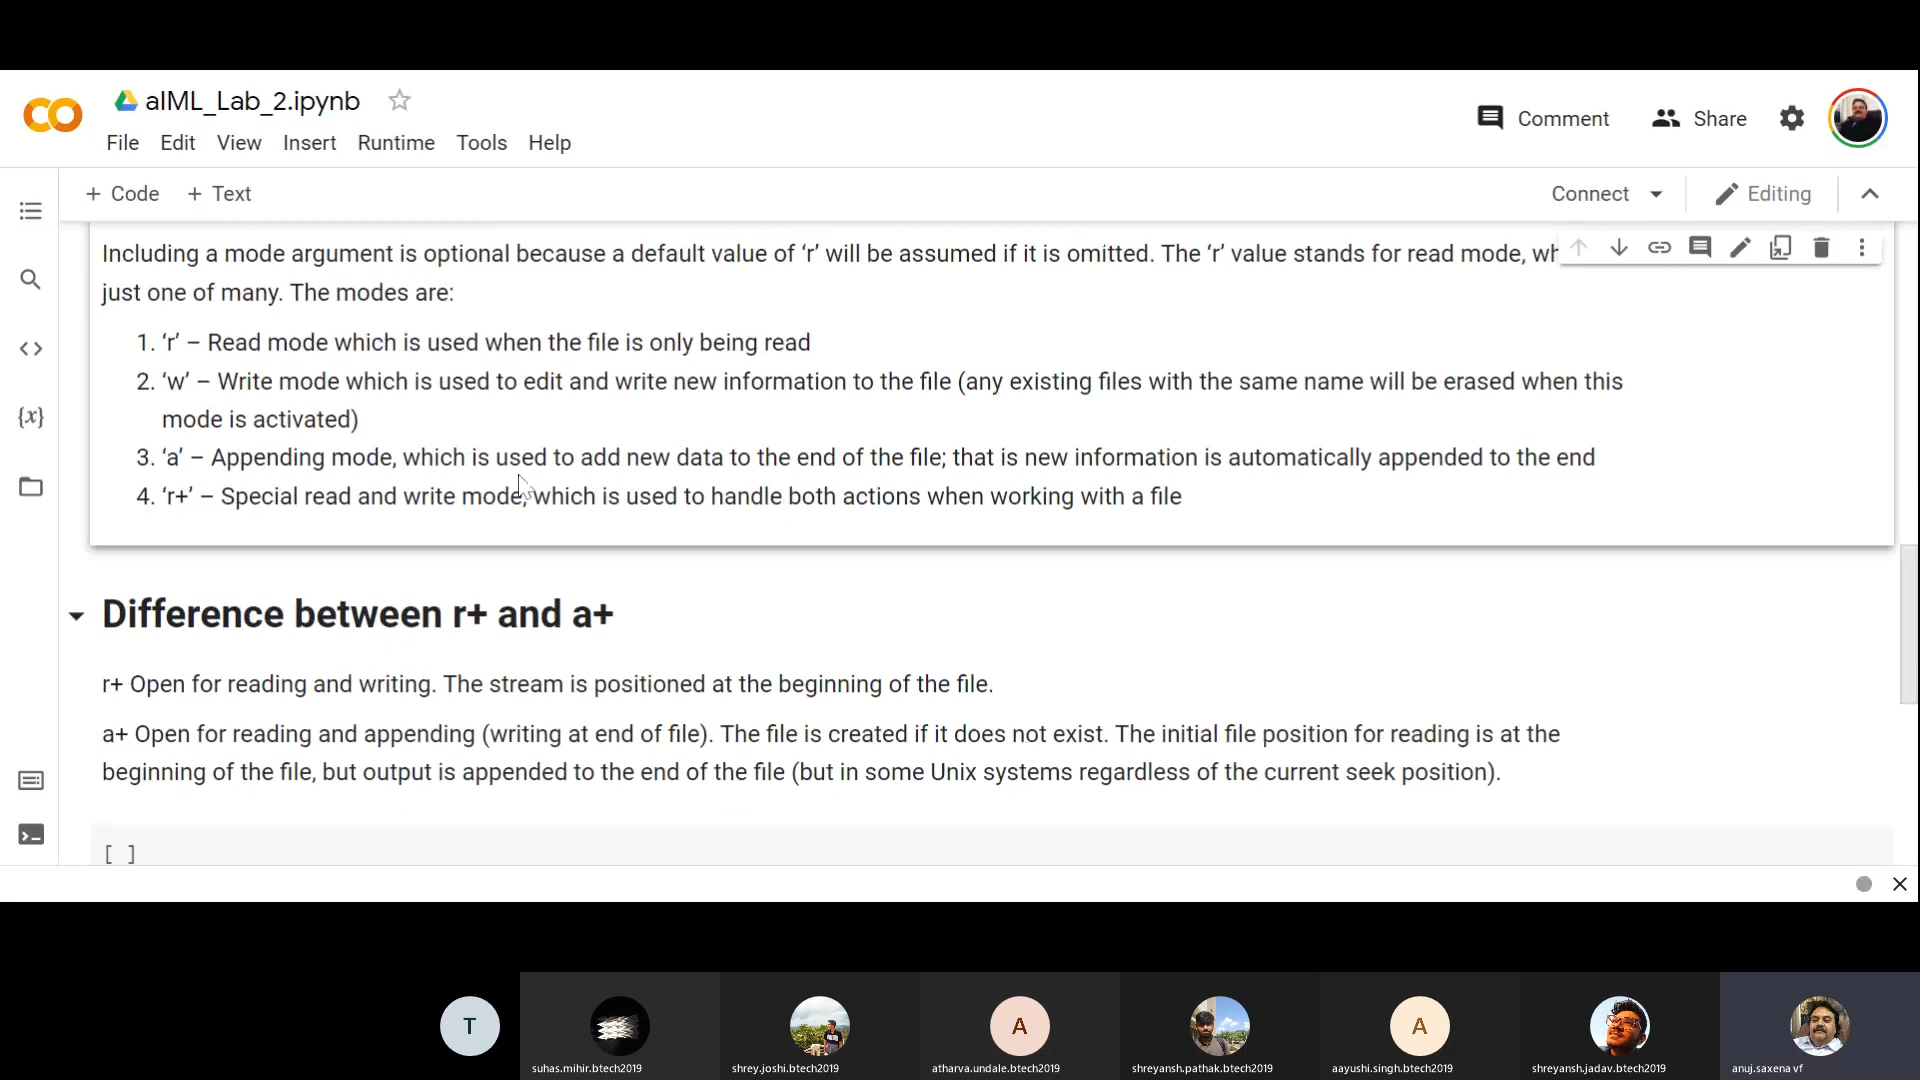 aIML_Lab_2.ipynb
Comment
Share
File Edit View Insert Runtime Tools Help
+ Code + Text
Connect
Editing
Including a mode argument is optional because a default value of ‘r’ will be assumed if it is omitted. The ‘r’ value stands for read mode,
just one of many. The modes are:
1. ‘r’ – Read mode which is used when the file is only being read
2. ‘w’ – Write mode which is used to edit and write new information to the file (any existing files with the same name will be erased when this
mode is activated)
3. ‘a’ – Appending mode, which is used to add new data to the end of the file; that is new information is automatically appended to the end
4. ‘r+’ – Special read and write mode, which is used to handle both actions when working with a file
Difference between r+ and a+
r+ Open for reading and writing. The stream is positioned at the beginning of the file.
a+ Open for reading and appending (writing at end of file). The file is created if it does not exist. The initial file position for reading is at the
beginning of the file, but output is appended to the end of the file (but in some Unix systems regardless of the current seek position).
[ ]
T
A
A
suhas.mihir.btech2019
shrey.joshi.btech2019
atharva.undale.btech2019
shreyansh.pathak.btech2019
aayushi.singh.btech2019
shreyansh.jadav.btech2019
anuj.saxena vf